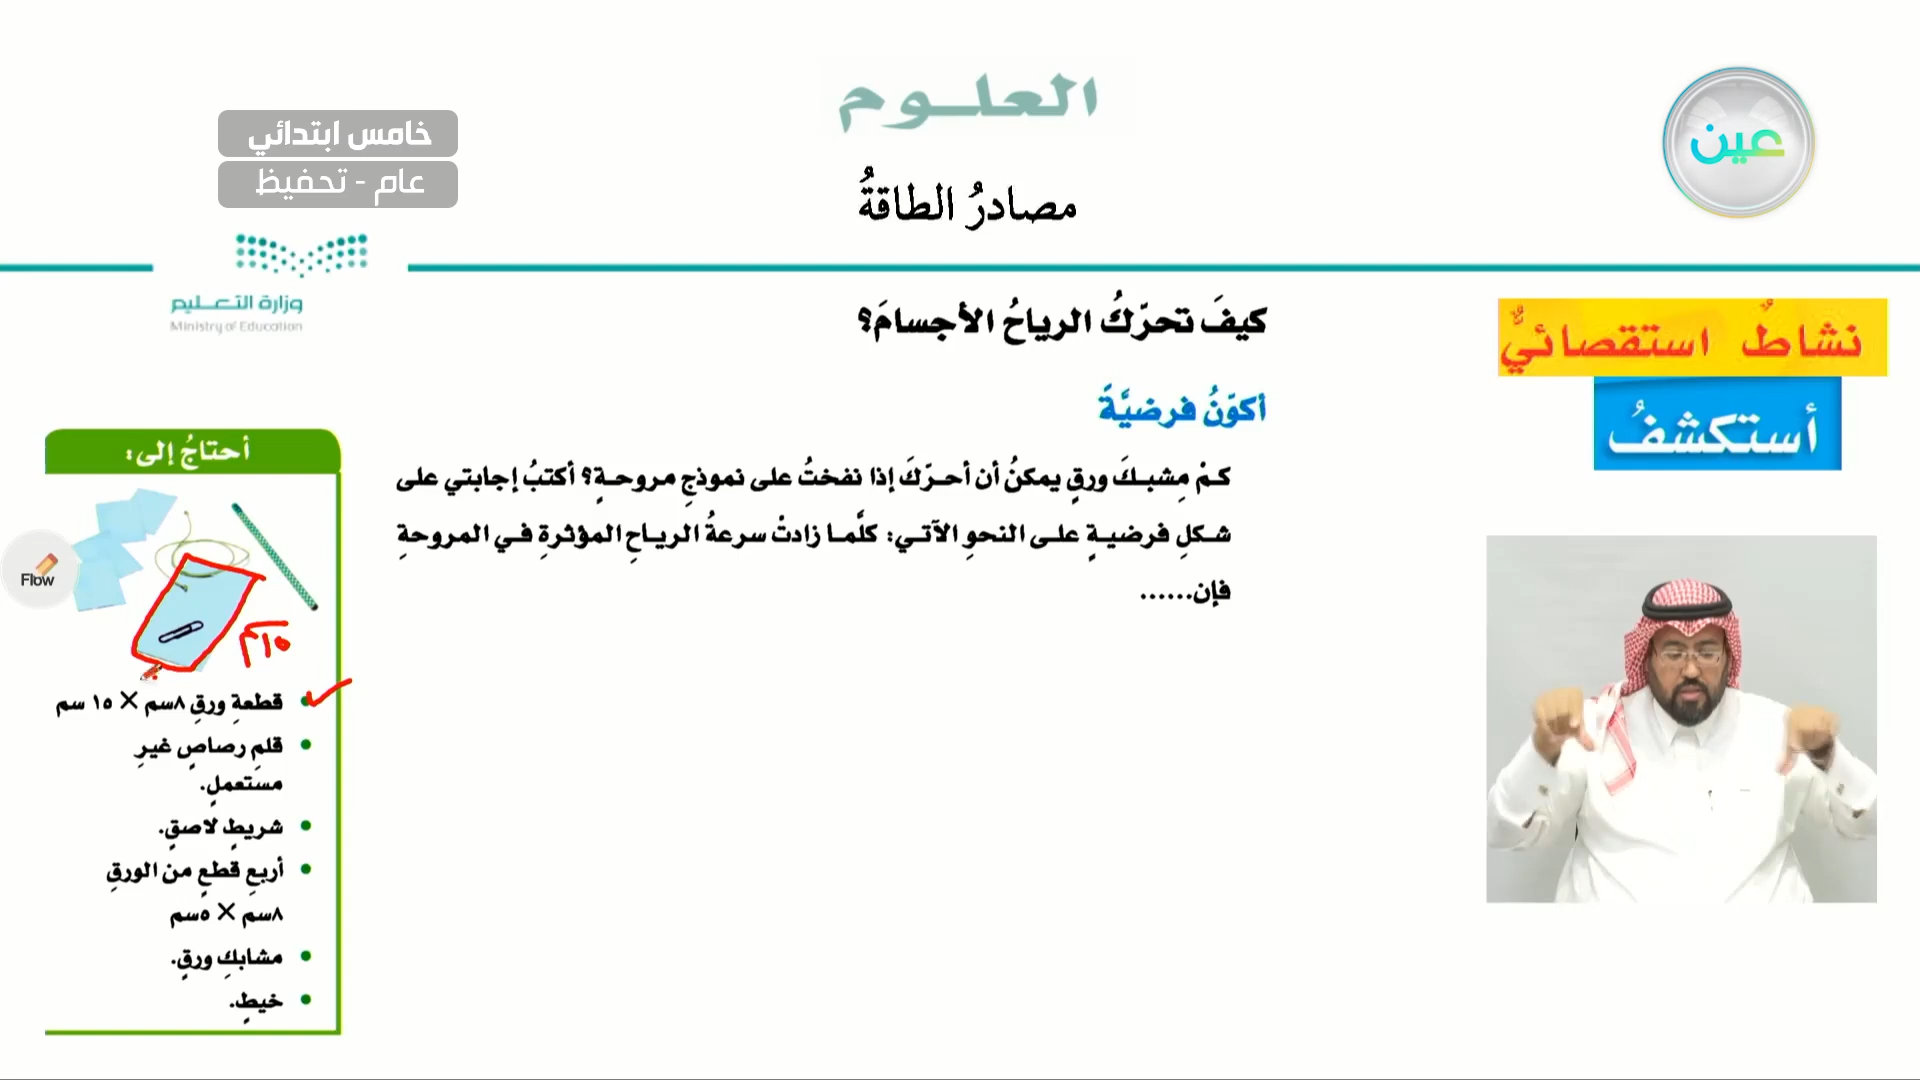 العلوم
خامس ابتدائي
عام - تحفيظ
عين
مصادرُ الطاقةُ
وزارة التعليم
Ministry of Education
كيفَ تحرّكُ الرياحُ الأجسامَ؟
نشاطٌ استقصائيٌّ
أستكشفُ
أكوّنُ فرضيَّةً
كمْ مِشبكَ ورقٍ يمكنُ أن أحرّكَ إذا نفختُ على نموذجِ مروحةٍ؟ أكتبُ إجابتي على
شكلِ فرضيةٍ على النحوِ الآتي: كلَّما زادتْ سرعةُ الرياحِ المؤثرةِ في المروحةِ
فإن......
أحتاجُ إلى:
Flow
١٥سم
قطعةِ ورقِ ٨سم × ١٥ سم
قلمِ رصاصٍ غيرِ
مستعملٍ.
شريطٍ لاصقٍ.
أربعِ قطعٍ من الورقِ
٨سم × ٥سم
مشابكِ ورقٍ.
خيطٍ.